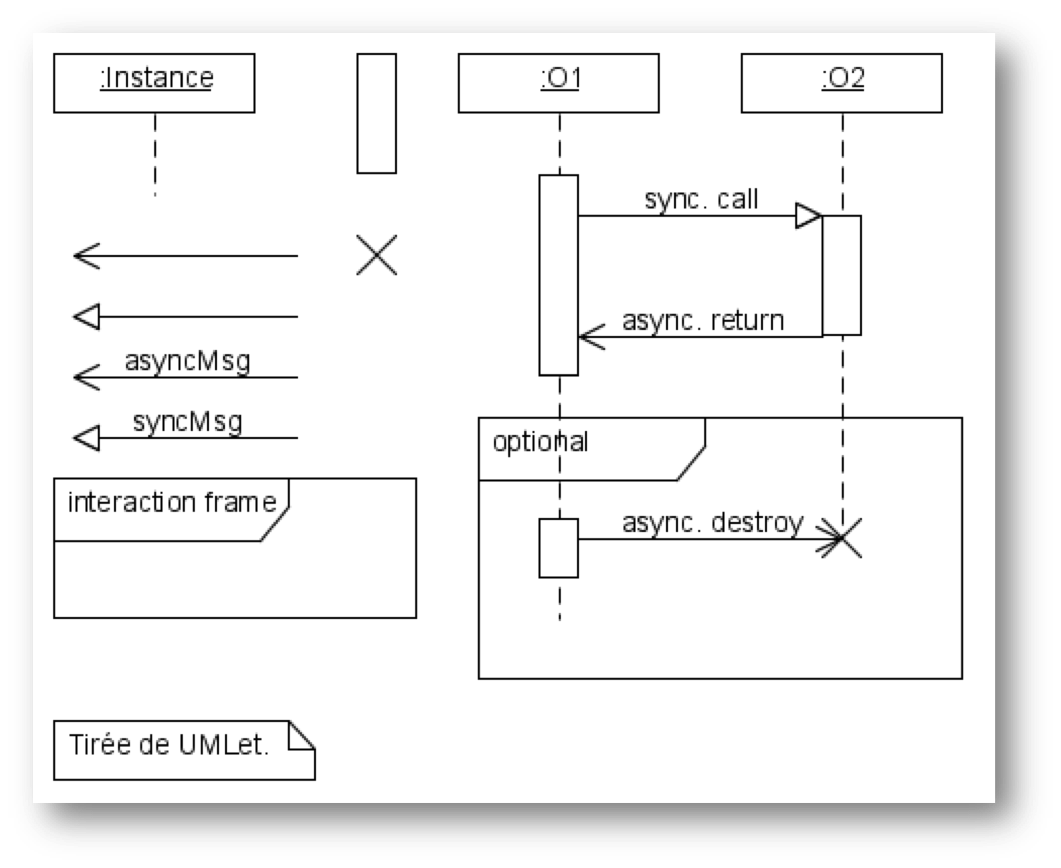 :Instance
:O1
:O2
sync. call
async. return
asyncMsg
syncMsg
optional
interaction frame
async. destroy
Tirée de UMLet.